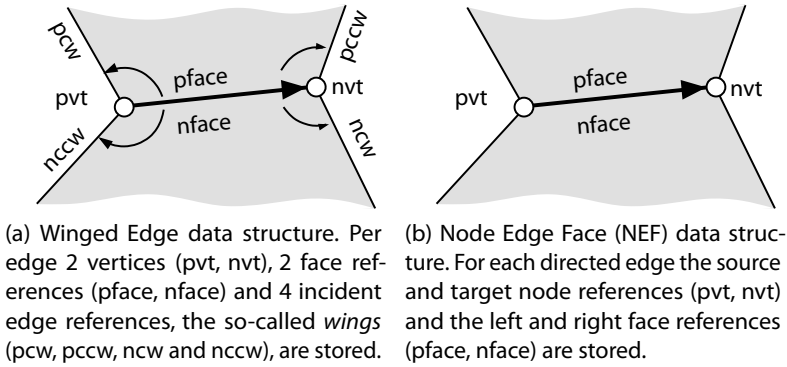 pcw
pccw
pface
pvt
nvt
nface
nccw
ncw
pface
pvt
nvt
nface
(a) Winged Edge data structure. Per
edge 2 vertices (pvt, nvt), 2 face ref-
erences (pface, nface) and 4 incident
edge references, the so-called wings
(pcw, pccw, ncw and nccw), are stored.
(b) Node Edge Face (NEF) data struc-
ture. For each directed edge the source
and target node references (pvt, nvt)
and the left and right face references
(pface, nface) are stored.